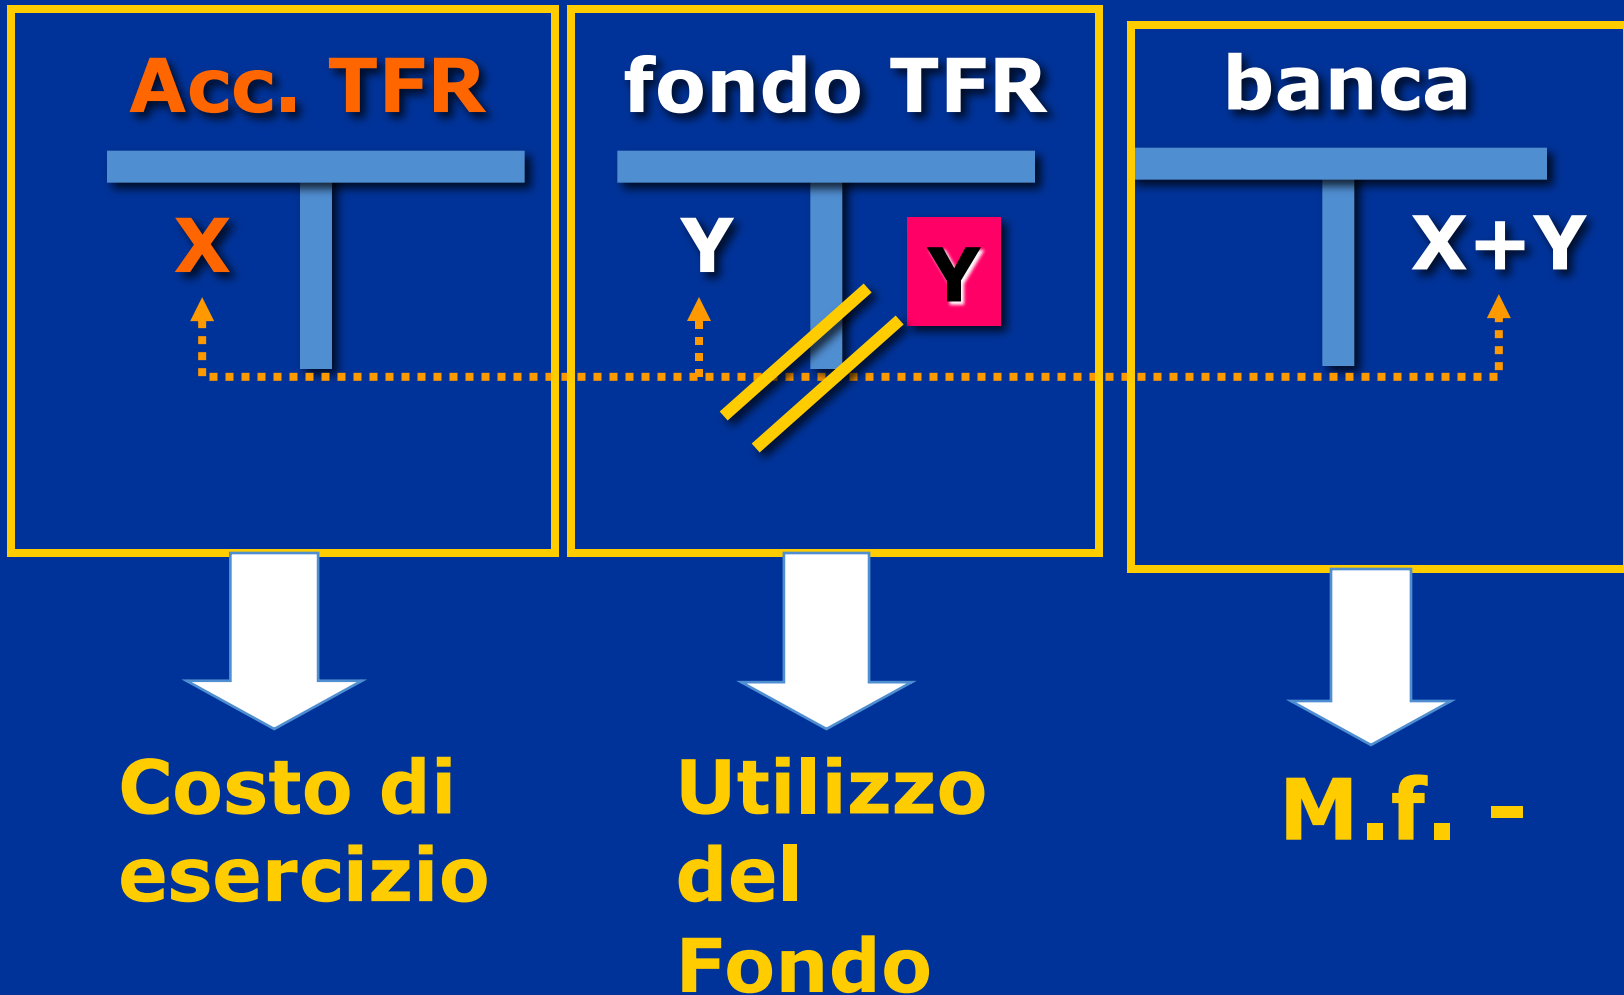 Acc. TFR
fondo TFR
banca
X
Y
Y
X+Y
Costo di
esercizio
Utilizzo
del
Fondo
M.f. -